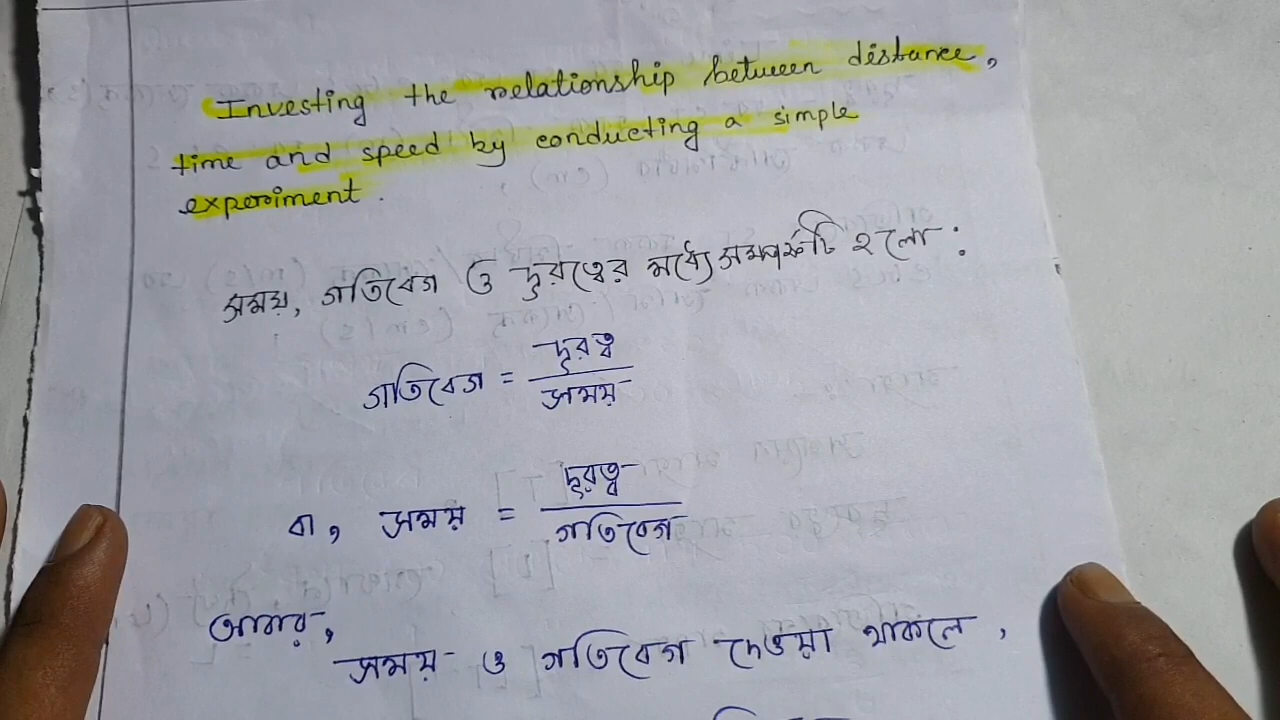 Investing the relationship between distance,
time and speed by conducting a simple
experiment.
সময়, গতিবেগ ও দূরত্বের মধ্যে সম্পর্কটি হলো :
গতিবেগ = দূরত্ব / সময়
বা, সময় = দূরত্ব / গতিবেগ
আবার,
সময় ও গতিবেগ দেওয়া থাকলে,